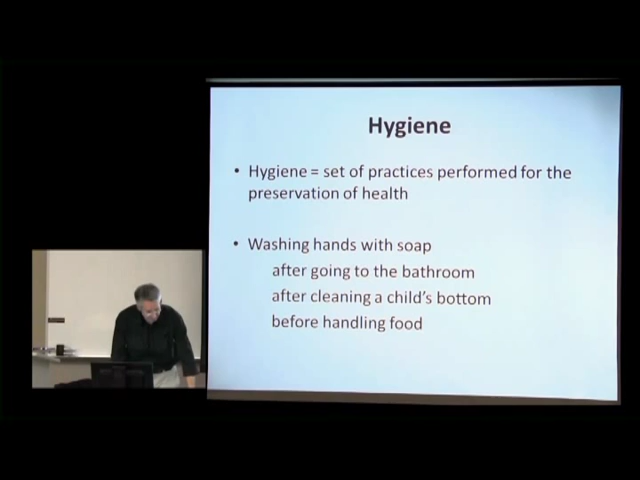 Hygiene
• Hygiene = set of practices performed for the
preservation of health
• Washing hands with soap
after going to the bathroom
after cleaning a child's bottom
before handling food